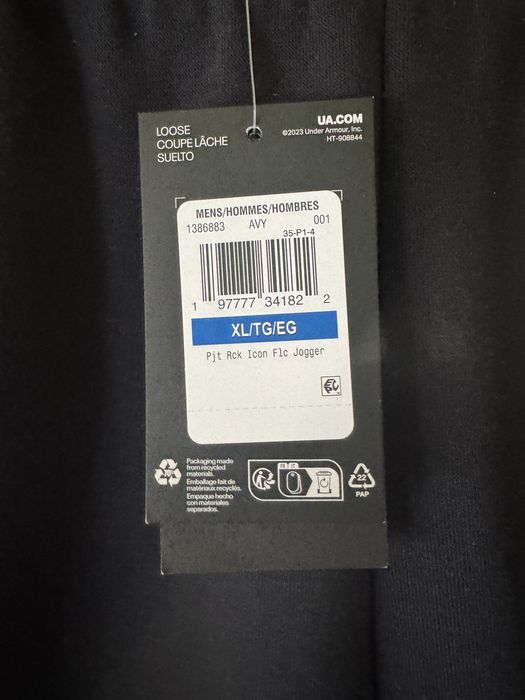 LOOSE
COUPE LÂCHE
SUELTO
UA.COM
©2023 Under Armour, Inc.
HT-908844
MENS/HOMMES/HOMBRES
1386883 AVY 001
35-P1-4
1 97777 34182 2
XL/TG/EG
Pjt Rck Icon Flc Jogger
Packaging made
from recycled
materials.
Emballage fait de
matériaux recyclés.
Empaque hecho
con materiales
separados.
22
PAP